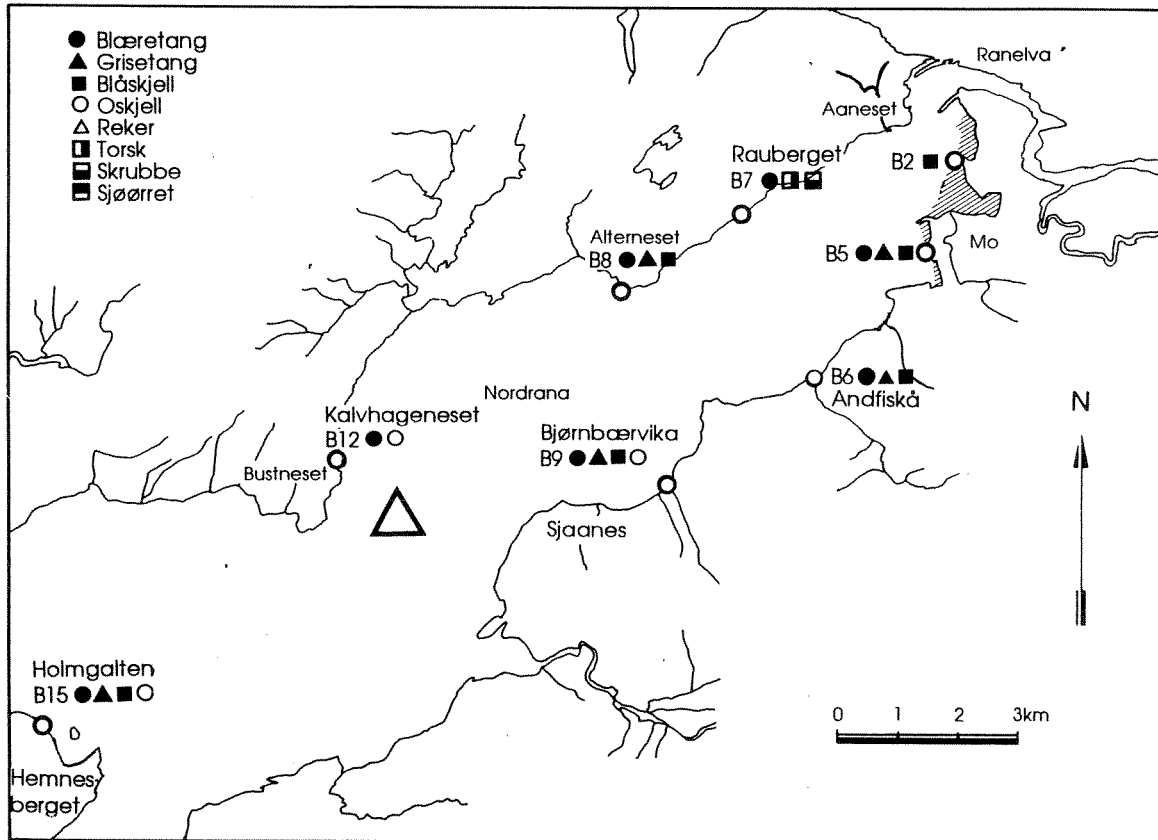 Blæretang
Grisetang
Blåskjell
Oskjell
Reker
Torsk
Skrubbe
Sjøørret
Ranelva
Aaneset
Rauberget
B7
B2
Alterneset
B8
B5
Mo
B6
Andfiskå
Nordrana
N
Kalvhageneset
B12
Bustneset
Bjørnbærvika
B9
Sjaanes
Holmgalten
B15
Hemnes-
berget
0 1 2 3km